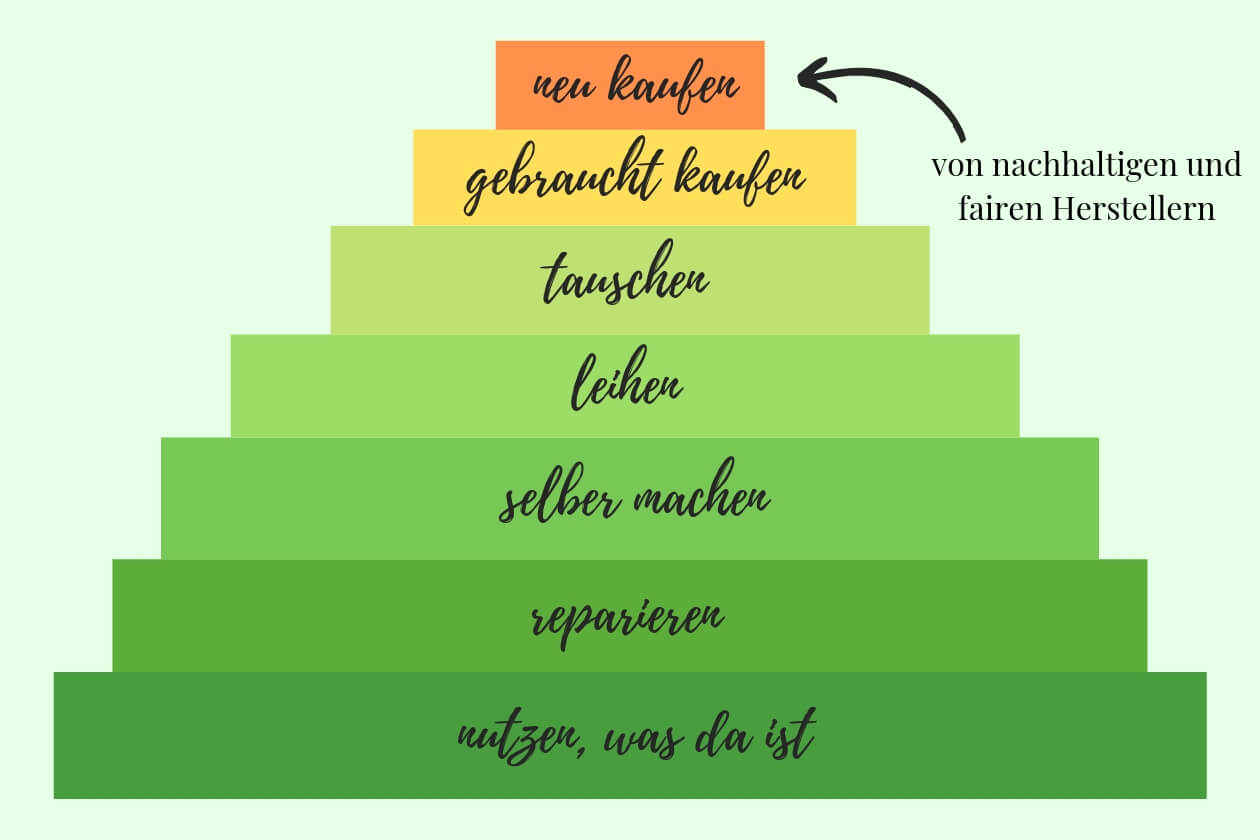 neu kaufen
gebraucht kaufen
von nachhaltigen und
fairen Herstellern
tauschen
leihen
selber machen
reparieren
nutzen, was da ist